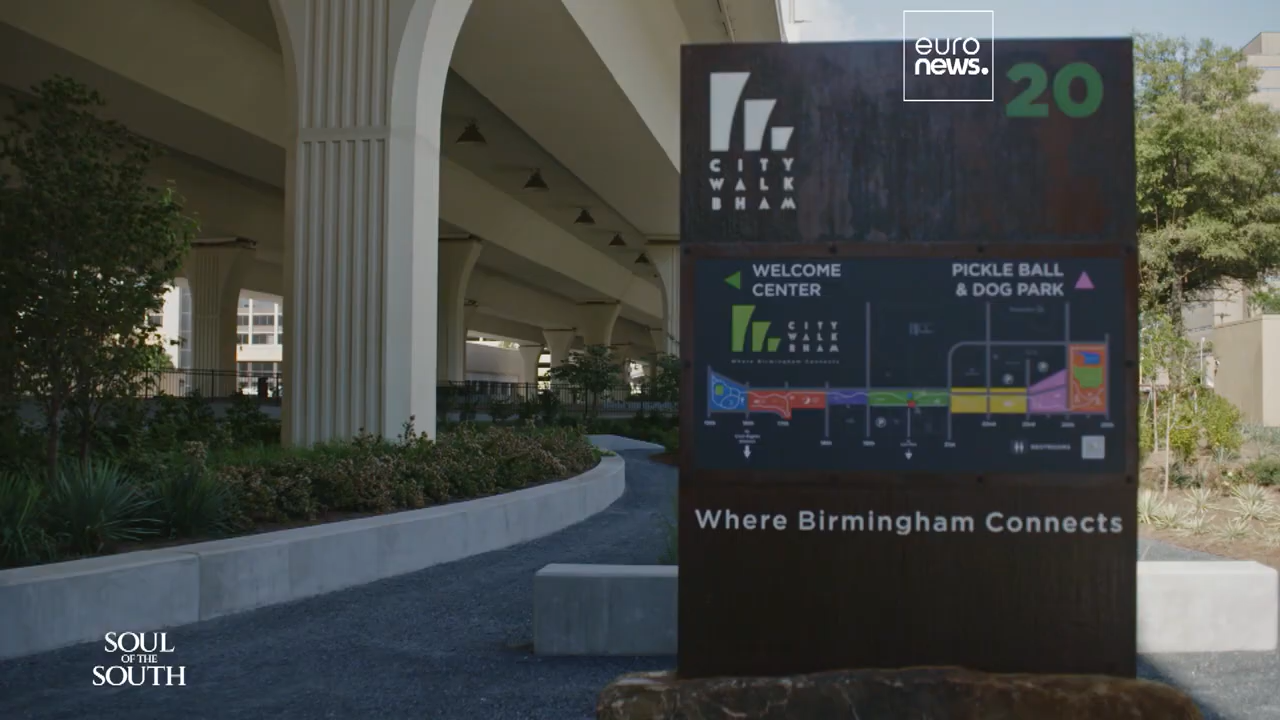 euro
news.
20
CITY
WALK
BHAM
WELCOME
CENTER
PICKLE BALL
& DOG PARK
CITY
WALK
BHAM
Where Birmingham Connects
RESTROOMS
Where Birmingham Connects
SOUL
OF THE
SOUTH